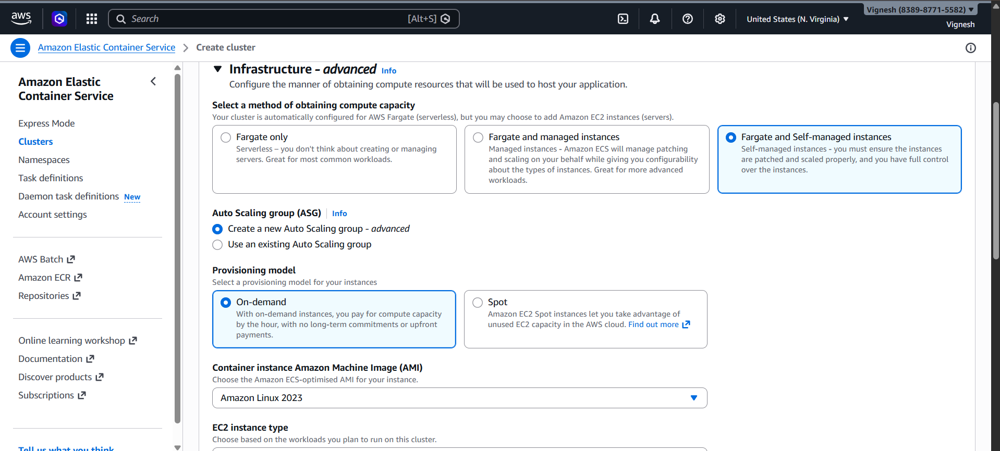 aws
Search
[Alt+S]
United States (N. Virginia)
Vignesh (8389-8771-5582)
Vignesh
Amazon Elastic Container Service
Create cluster
Amazon Elastic
Container Service
Express Mode
Clusters
Namespaces
Task definitions
Daemon task definitions New
Account settings
AWS Batch
Amazon ECR
Repositories
Online learning workshop
Documentation
Discover products
Subscriptions
Tell us what you think
Infrastructure - advanced Info
Configure the manner of obtaining compute resources that will be used to host your application.
Select a method of obtaining compute capacity
Your cluster is automatically configured for AWS Fargate (serverless), but you may choose to add Amazon EC2 instances (servers).
Fargate only
Serverless – you don't think about creating or managing
servers. Great for most common workloads.
Fargate and managed instances
Managed instances - Amazon ECS will manage patching
and scaling on your behalf while giving you configurability
about the types of instances. Great for more advanced
workloads.
Fargate and Self-managed instances
Self-managed instances - you must ensure the instances
are patched and scaled properly, and you have full control
over the instances.
Auto Scaling group (ASG) Info
Create a new Auto Scaling group - advanced
Use an existing Auto Scaling group
Provisioning model
Select a provisioning model for your instances
On-demand
With on-demand instances, you pay for compute capacity
by the hour, with no long-term commitments or upfront
payments.
Spot
Amazon EC2 Spot instances let you take advantage of
unused EC2 capacity in the AWS cloud. Find out more
Container instance Amazon Machine Image (AMI)
Choose the Amazon ECS-optimised AMI for your instance.
Amazon Linux 2023
EC2 instance type
Choose based on the workloads you plan to run on this cluster.